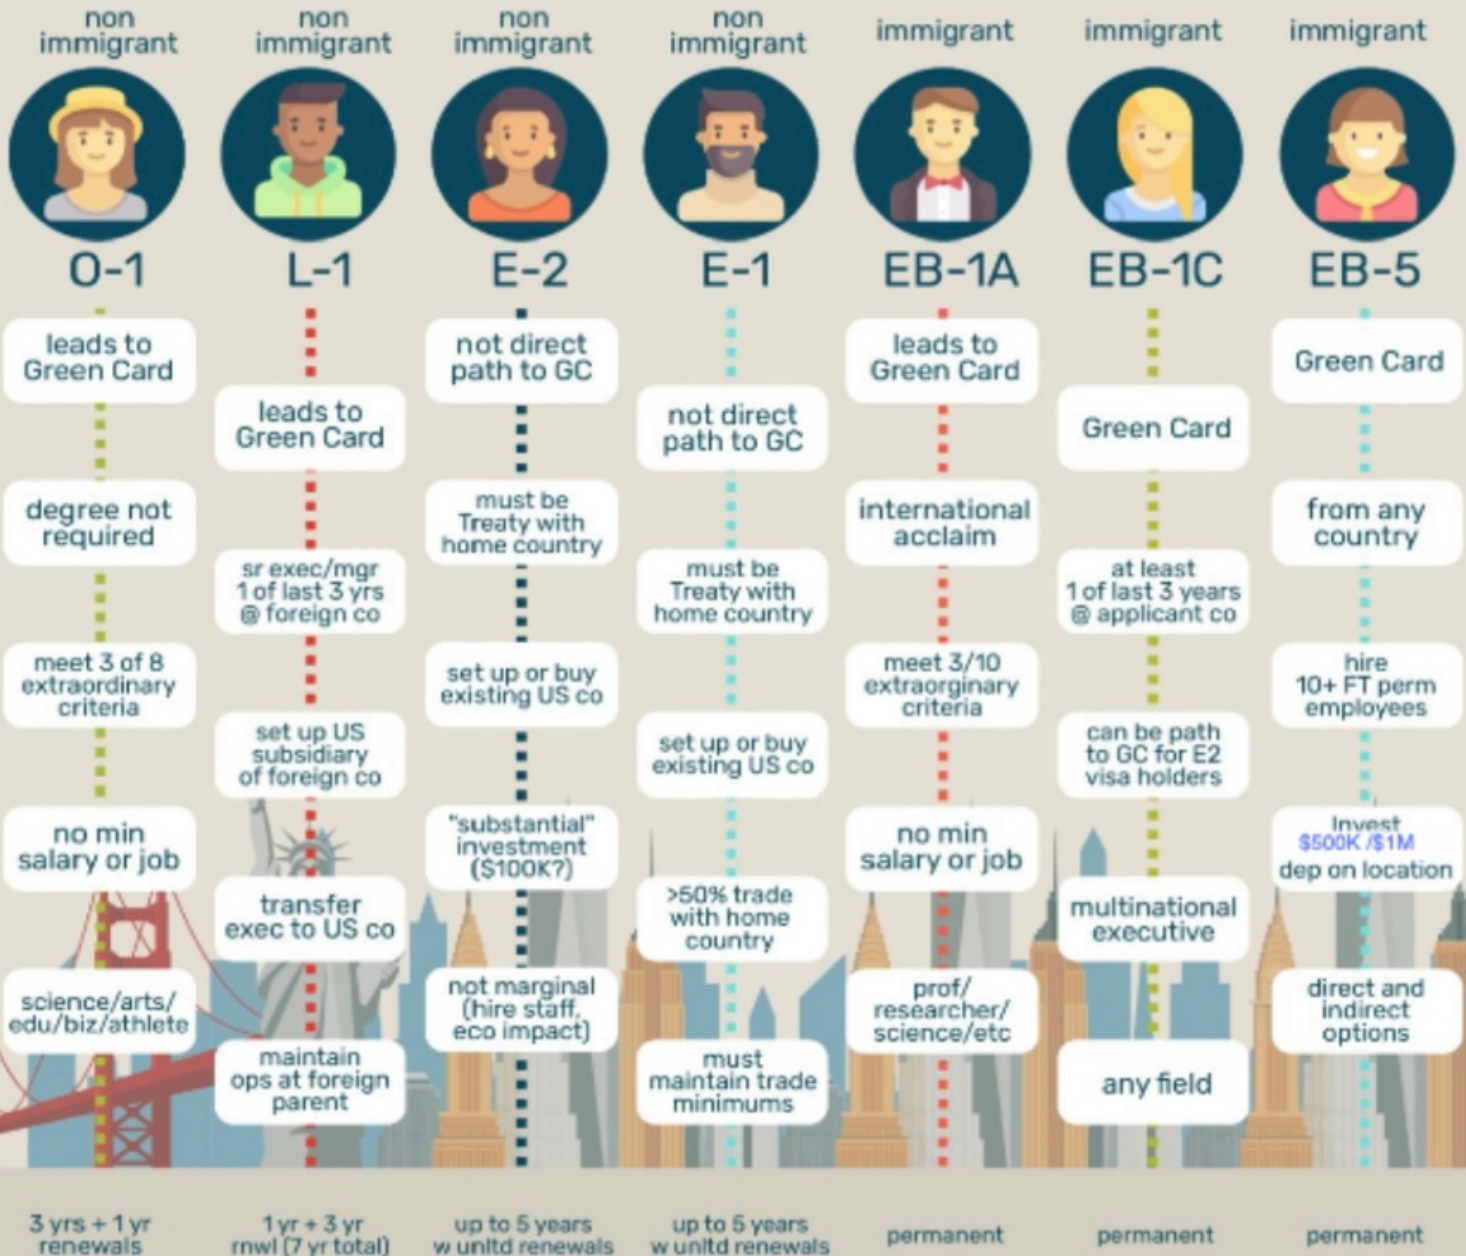 non
immigrant
non
immigrant
non
immigrant
non
immigrant
immigrant
immigrant
immigrant
O-1
L-1
E-2
E-1
EB-1A
EB-1C
EB-5
leads to
Green Card
degree not
required
meet 3 of 8
extraordinary
criteria
no min
salary or job
science/arts/
edu/biz/athlete
3 yrs + 1 yr
renewals
leads to
Green Card
sr exec/mgr
1 of last 3 yrs
@ foreign co
set up US
subsidiary
of foreign co
transfer
exec to US co
maintain
ops at foreign
parent
1 yr + 3 yr
rnwl (7 yr total)
not direct
path to GC
must be
Treaty with
home country
set up or buy
existing US co
"substantial"
investment
($100K?)
not marginal
(hire staff,
eco impact)
up to 5 years
w unltd renewals
not direct
path to GC
must be
Treaty with
home country
set up or buy
existing US co
>50% trade
with home
country
must
maintain trade
minimums
up to 5 years
w unltd renewals
leads to
Green Card
international
acclaim
meet 3/10
extraorginary
criteria
no min
salary or job
prof/
researcher/
science/etc
permanent
Green Card
at least
1 of last 3 years
@ applicant co
can be path
to GC for E2
visa holders
multinational
executive
any field
permanent
Green Card
from any
country
hire
10+ FT perm
employees
Invest
$500K /$1M
dep on location
direct and
indirect
options
permanent